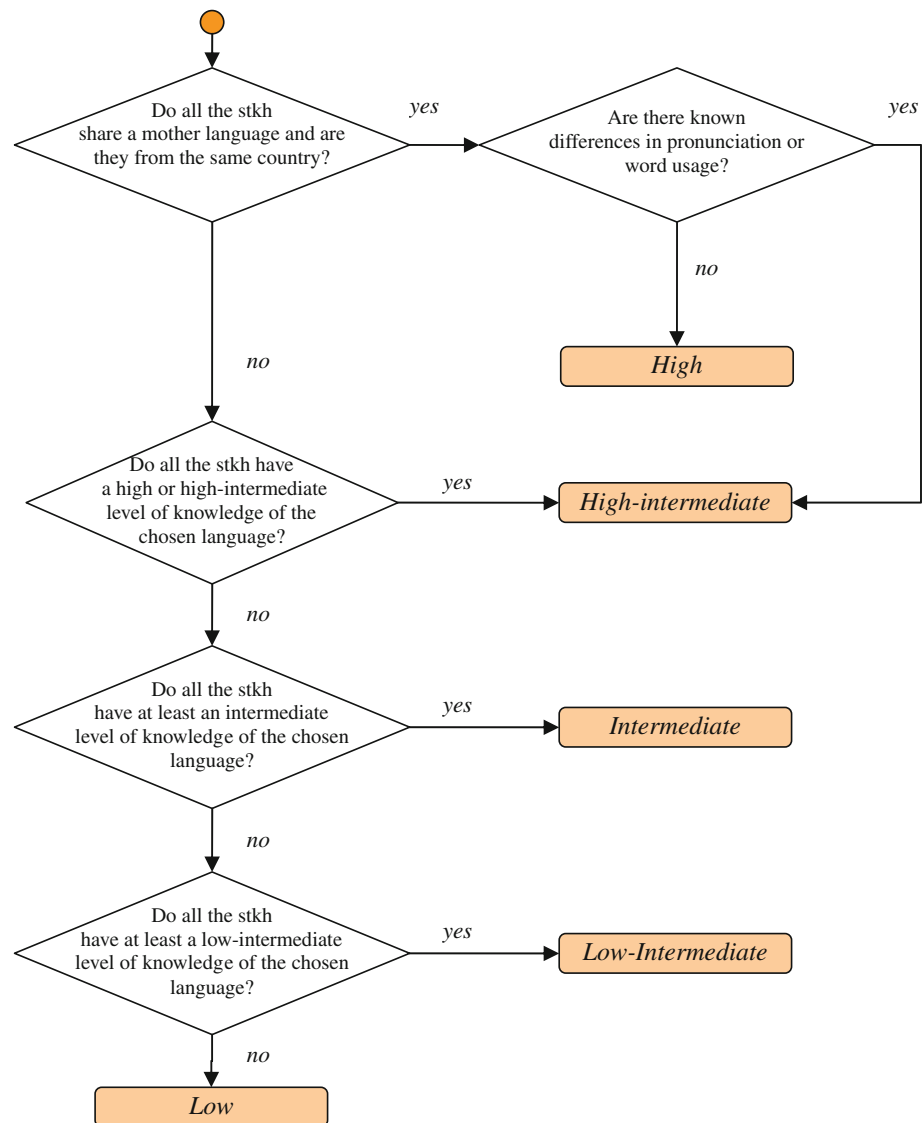 Do all the stkh
share a mother language and are
they from the same country?
yes
Are there known
differences in pronunciation or
word usage?
yes
no
High
no
Do all the stkh have
a high or high-intermediate
level of knowledge of the
chosen language?
yes
High-intermediate
no
Do all the stkh
have at least an intermediate
level of knowledge of the chosen
language?
yes
Intermediate
no
Do all the stkh
have at least a low-intermediate
level of knowledge of the chosen
language?
yes
Low-Intermediate
no
Low